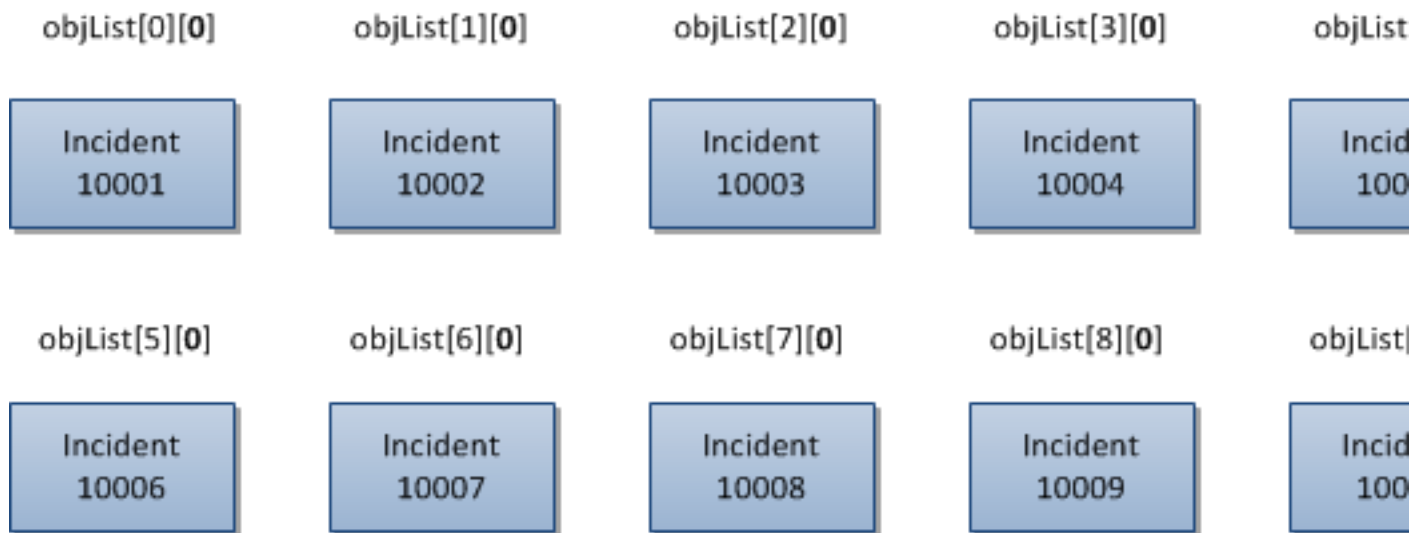 objList[0][0] objList[1][0] objList[2][0] objList[3][0] objList
Incident Incident Incident Incident
10001 10002 10003 10004
objList[5][0] objList[6][0] objList[7][0] objList[8][0] objList[
Incident Incident Incident Incident
10006 10007 10008 10009